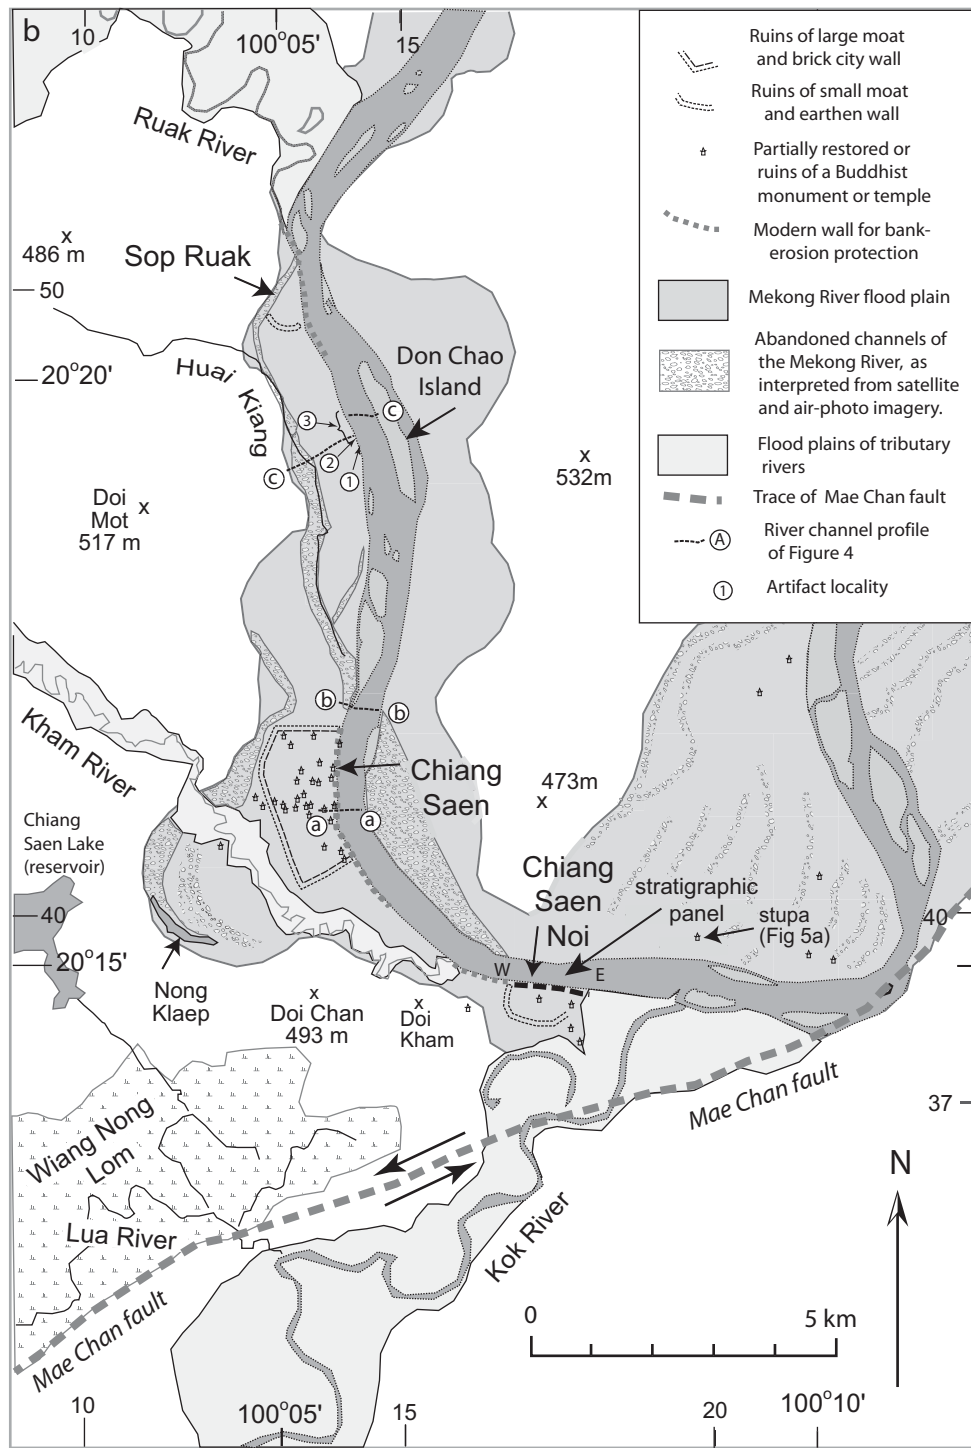 b
10
100°05'
15
Ruins of large moat
and brick city wall
Ruins of small moat
and earthen wall
Partially restored or
ruins of a Buddhist
monument or temple
Modern wall for bank-
erosion protection
Mekong River flood plain
Abandoned channels of
the Mekong River, as
interpreted from satellite
and air-photo imagery.
Flood plains of tributary
rivers
Trace of Mae Chan fault
A
River channel profile
of Figure 4
1
Artifact locality
Ruak River
x
486 m
Sop Ruak
50
20°20'
Huai Kiang
Don Chao
Island
3
c
2
c
1
x
532m
Doi
Mot x
517 m
b
b
Kham River
Chiang
Saen
473m
x
a
a
Chiang
Saen Lake
(reservoir)
Chiang
Saen
Noi
stratigraphic
panel
stupa
(Fig 5a)
40
40
20°15'
W
E
Nong
Klaep
x
Doi Chan
493 m
x
Doi
Kham
37
Mae Chan fault
Wiang Nong
Lom
Lua River
Kok River
N
Mae Chan fault
0
5 km
10
100°05'
15
20
100°10'